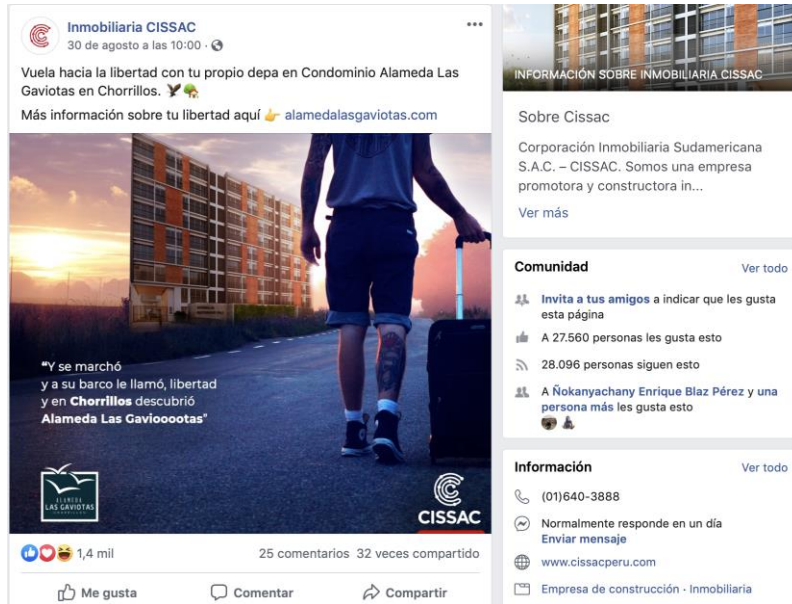 Inmobiliaria CISSAC
30 de agosto a las 10:00 ·
Vuela hacia la libertad con tu propio depa en Condominio Alameda Las
Gaviotas en Chorrillos.
Más información sobre tu libertad aquí 👉 alamedalasgaviotas.com
"Y se marchó
y a su barco le llamó, libertad
y en Chorrillos descubrió
Alameda Las Gaviooootas"
ALAMEDA
LAS GAVIOTAS
CISSAC
1,4 mil
25 comentarios 32 veces compartido
Me gusta
Comentar
Compartir
INFORMACIÓN SOBRE INMOBILIARIA CISSAC
Sobre Cissac
Corporación Inmobiliaria Sudamericana
S.A.C. – CISSAC. Somos una empresa
promotora y constructora in...
Ver más
Comunidad
Ver todo
Invita a tus amigos a indicar que les gusta
esta página
A 27.560 personas les gusta esto
28.096 personas siguen esto
A Ñokanyachany Enrique Blaz Pérez y una
persona más les gusta esto
Información
Ver todo
(01)640-3888
Normalmente responde en un día
Enviar mensaje
www.cissacperu.com
Empresa de construcción · Inmobiliaria